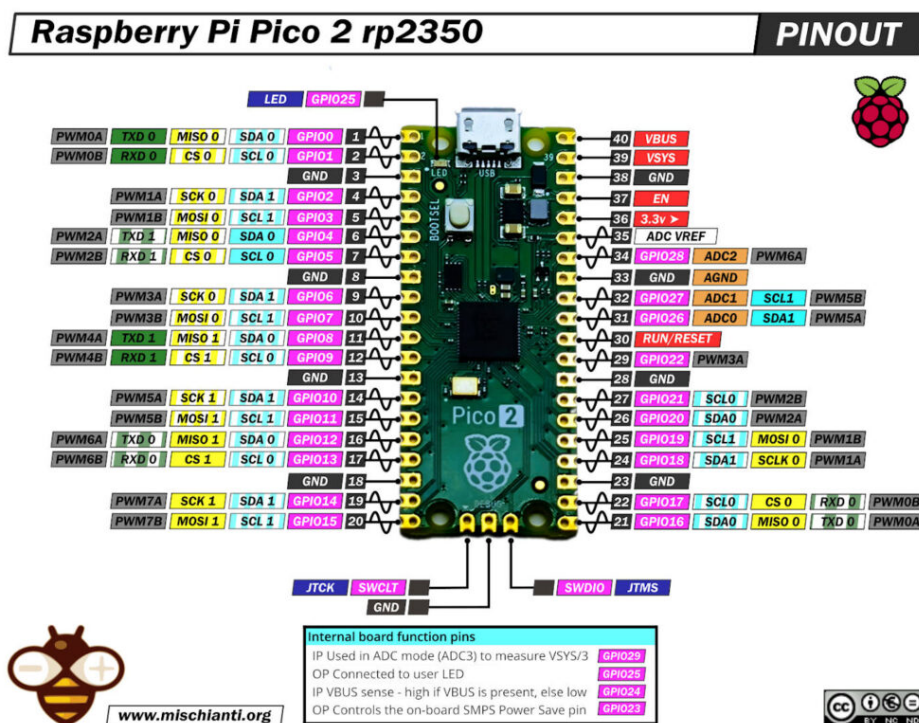 Raspberry Pi Pico 2 rp2350 PINOUT
LED GPIO25
PWM0A TXD 0 MISO 0 SDA 0 GPIO0 1
PWM0B RXD 0 CS 0 SCL 0 GPIO1 2
GND 3
PWM1A SCK 0 SDA 1 GPIO2 4
PWM1B MOSI 0 SCL 1 GPIO3 5
PWM2A TXD 1 MISO 0 SDA 0 GPIO4 6
PWM2B RXD 1 CS 0 SCL 0 GPIO5 7
GND 8
PWM3A SCK 0 SDA 1 GPIO6 9
PWM3B MOSI 0 SCL 1 GPIO7 10
PWM4A TXD 1 MISO 1 SDA 0 GPIO8 11
PWM4B RXD 1 CS 1 SCL 0 GPIO9 12
GND 13
PWM5A SCK 1 SDA 1 GPIO10 14
PWM5B MOSI 1 SCL 1 GPIO11 15
PWM6A TXD 0 MISO 1 SDA 0 GPIO12 16
PWM6B RXD 0 CS 1 SCL 0 GPIO13 17
GND 18
PWM7A SCK 1 SDA 1 GPIO14 19
PWM7B MOSI 1 SCL 1 GPIO15 20
2 39
LED USB
BOOTSEL
Pico 2
DEBUG
40 VBUS
39 VSYS
38 GND
37 EN
36 3.3v ➤
35 ADC VREF
34 GPIO28 ADC2 PWM6A
33 GND AGND
32 GPIO27 ADC1 SCL1 PWM5B
31 GPIO26 ADC0 SDA1 PWM5A
30 RUN/RESET
29 GPIO22 PWM3A
28 GND
27 GPIO21 SCL0 PWM2B
26 GPIO20 SDA0 PWM2A
25 GPIO19 SCL1 MOSI 0 PWM1B
24 GPIO18 SDA1 SCLK 0 PWM1A
23 GND
22 GPIO17 SCL0 CS 0 RXD 0 PWM0B
21 GPIO16 SDA0 MISO 0 TXD 0 PWM0A
JTCK SWCLT
GND
SWDIO JTMS
Internal board function pins
IP Used in ADC mode (ADC3) to measure VSYS/3 GPIO29
OP Connected to user LED GPIO25
IP VBUS sense - high if VBUS is present, else low GPIO24
OP Controls the on-board SMPS Power Save pin GPIO23
www.mischianti.org
cc BY NC ND